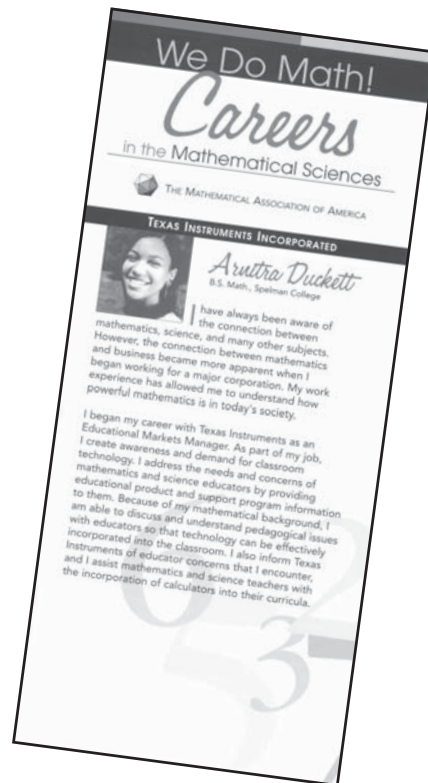 We Do Math!
Careers
in the Mathematical Sciences
THE MATHEMATICAL ASSOCIATION OF AMERICA
TEXAS INSTRUMENTS INCORPORATED
Arnitra Duckett
B.S. Math., Spelman College
I have always been aware of
the connection between
mathematics, science, and many other subjects.
However, the connection between mathematics
and business became more apparent when I
began working for a major corporation. My work
experience has allowed me to understand how
powerful mathematics is in today's society.
I began my career with Texas Instruments as an
Educational Markets Manager. As part of my job,
I create awareness and demand for classroom
technology. I address the needs and concerns of
mathematics and science educators by providing
educational product and support program information
to them. Because of my mathematical background, I
am able to discuss and understand pedagogical issues
with educators so that technology can be effectively
incorporated into the classroom. I also inform Texas
Instruments of educator concerns that I encounter,
and I assist mathematics and science teachers with
the incorporation of calculators into their curricula.
6 2
5 3 7